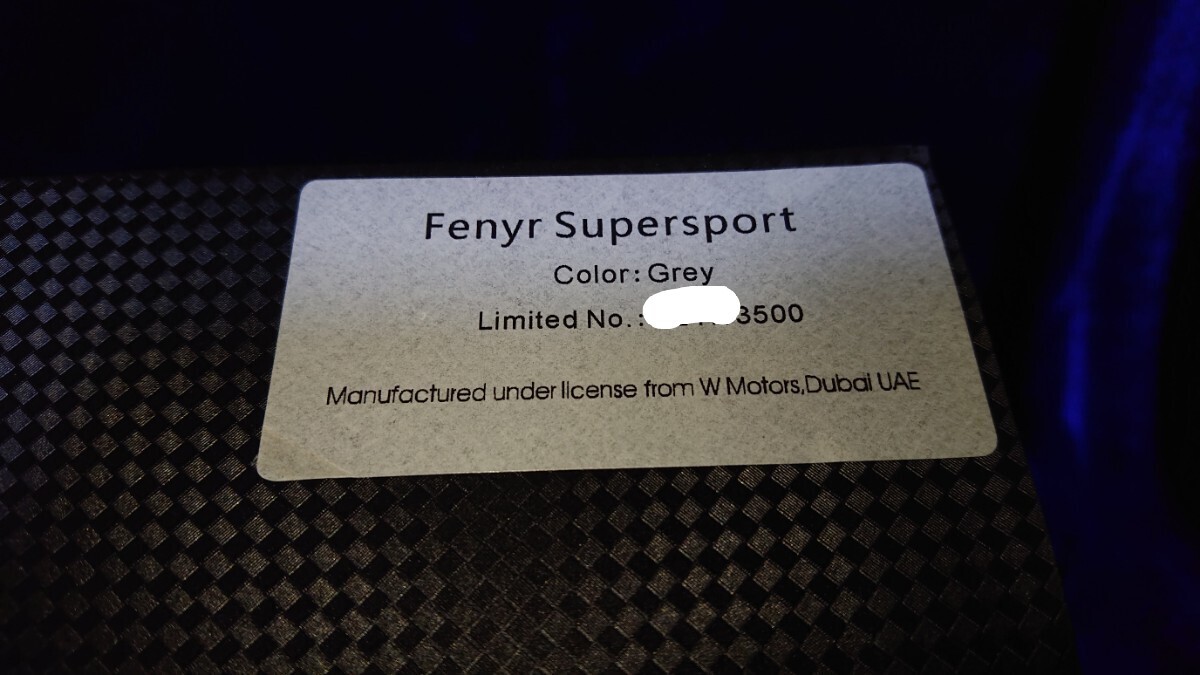 Fenyr Supersport
Color: Grey
Limited No.: 3500
Manufactured under license from W Motors,Dubai UAE